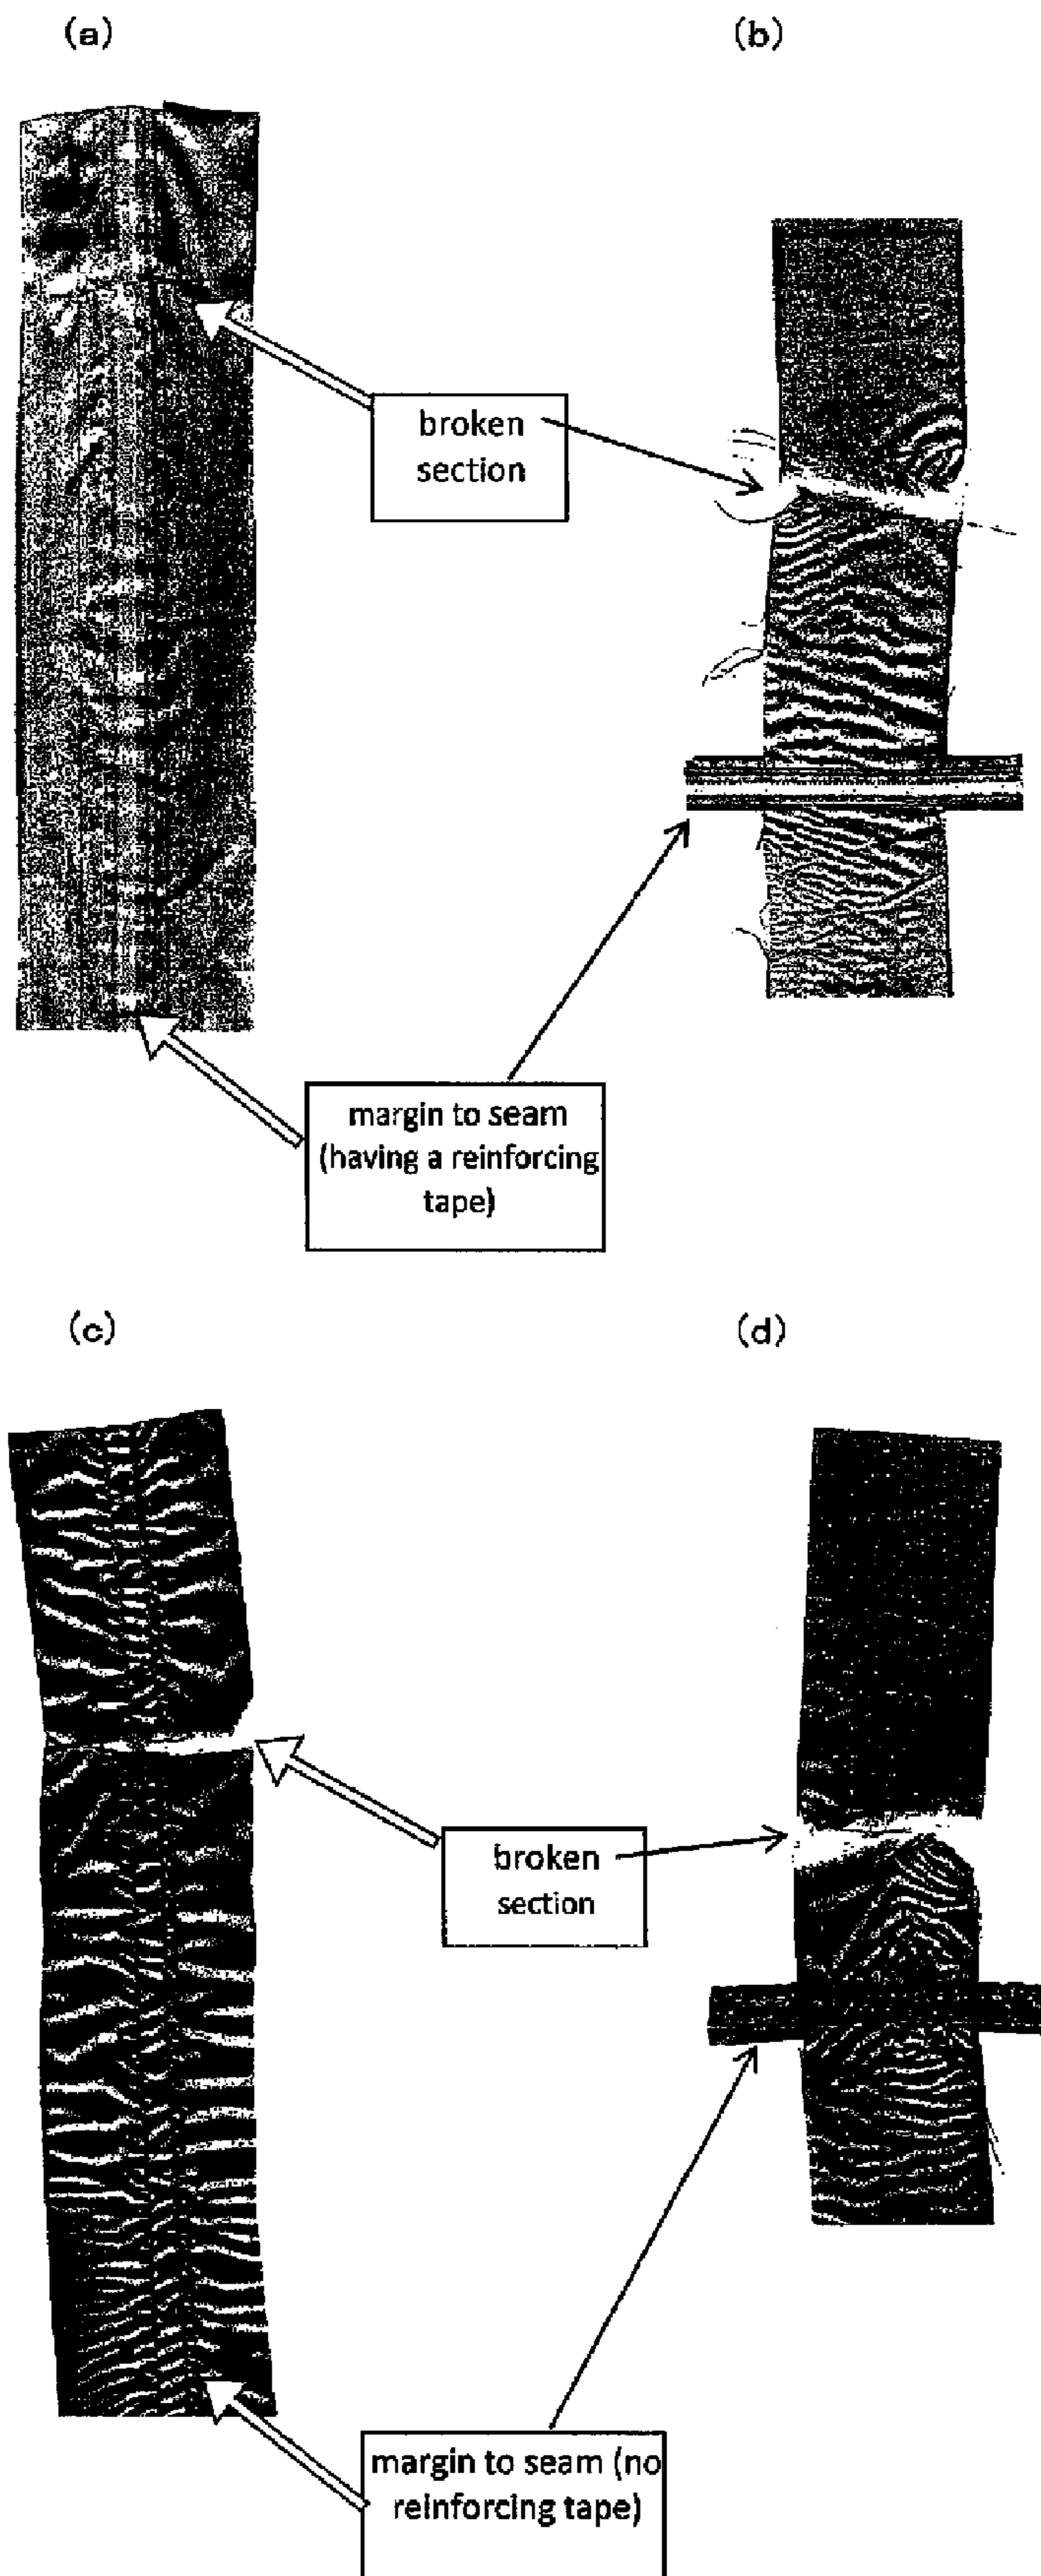 (a)
(b)
broken
section
margin to seam
(having a reinforcing
tape)
(c)
(d)
broken
section
margin to seam (no
reinforcing tape)